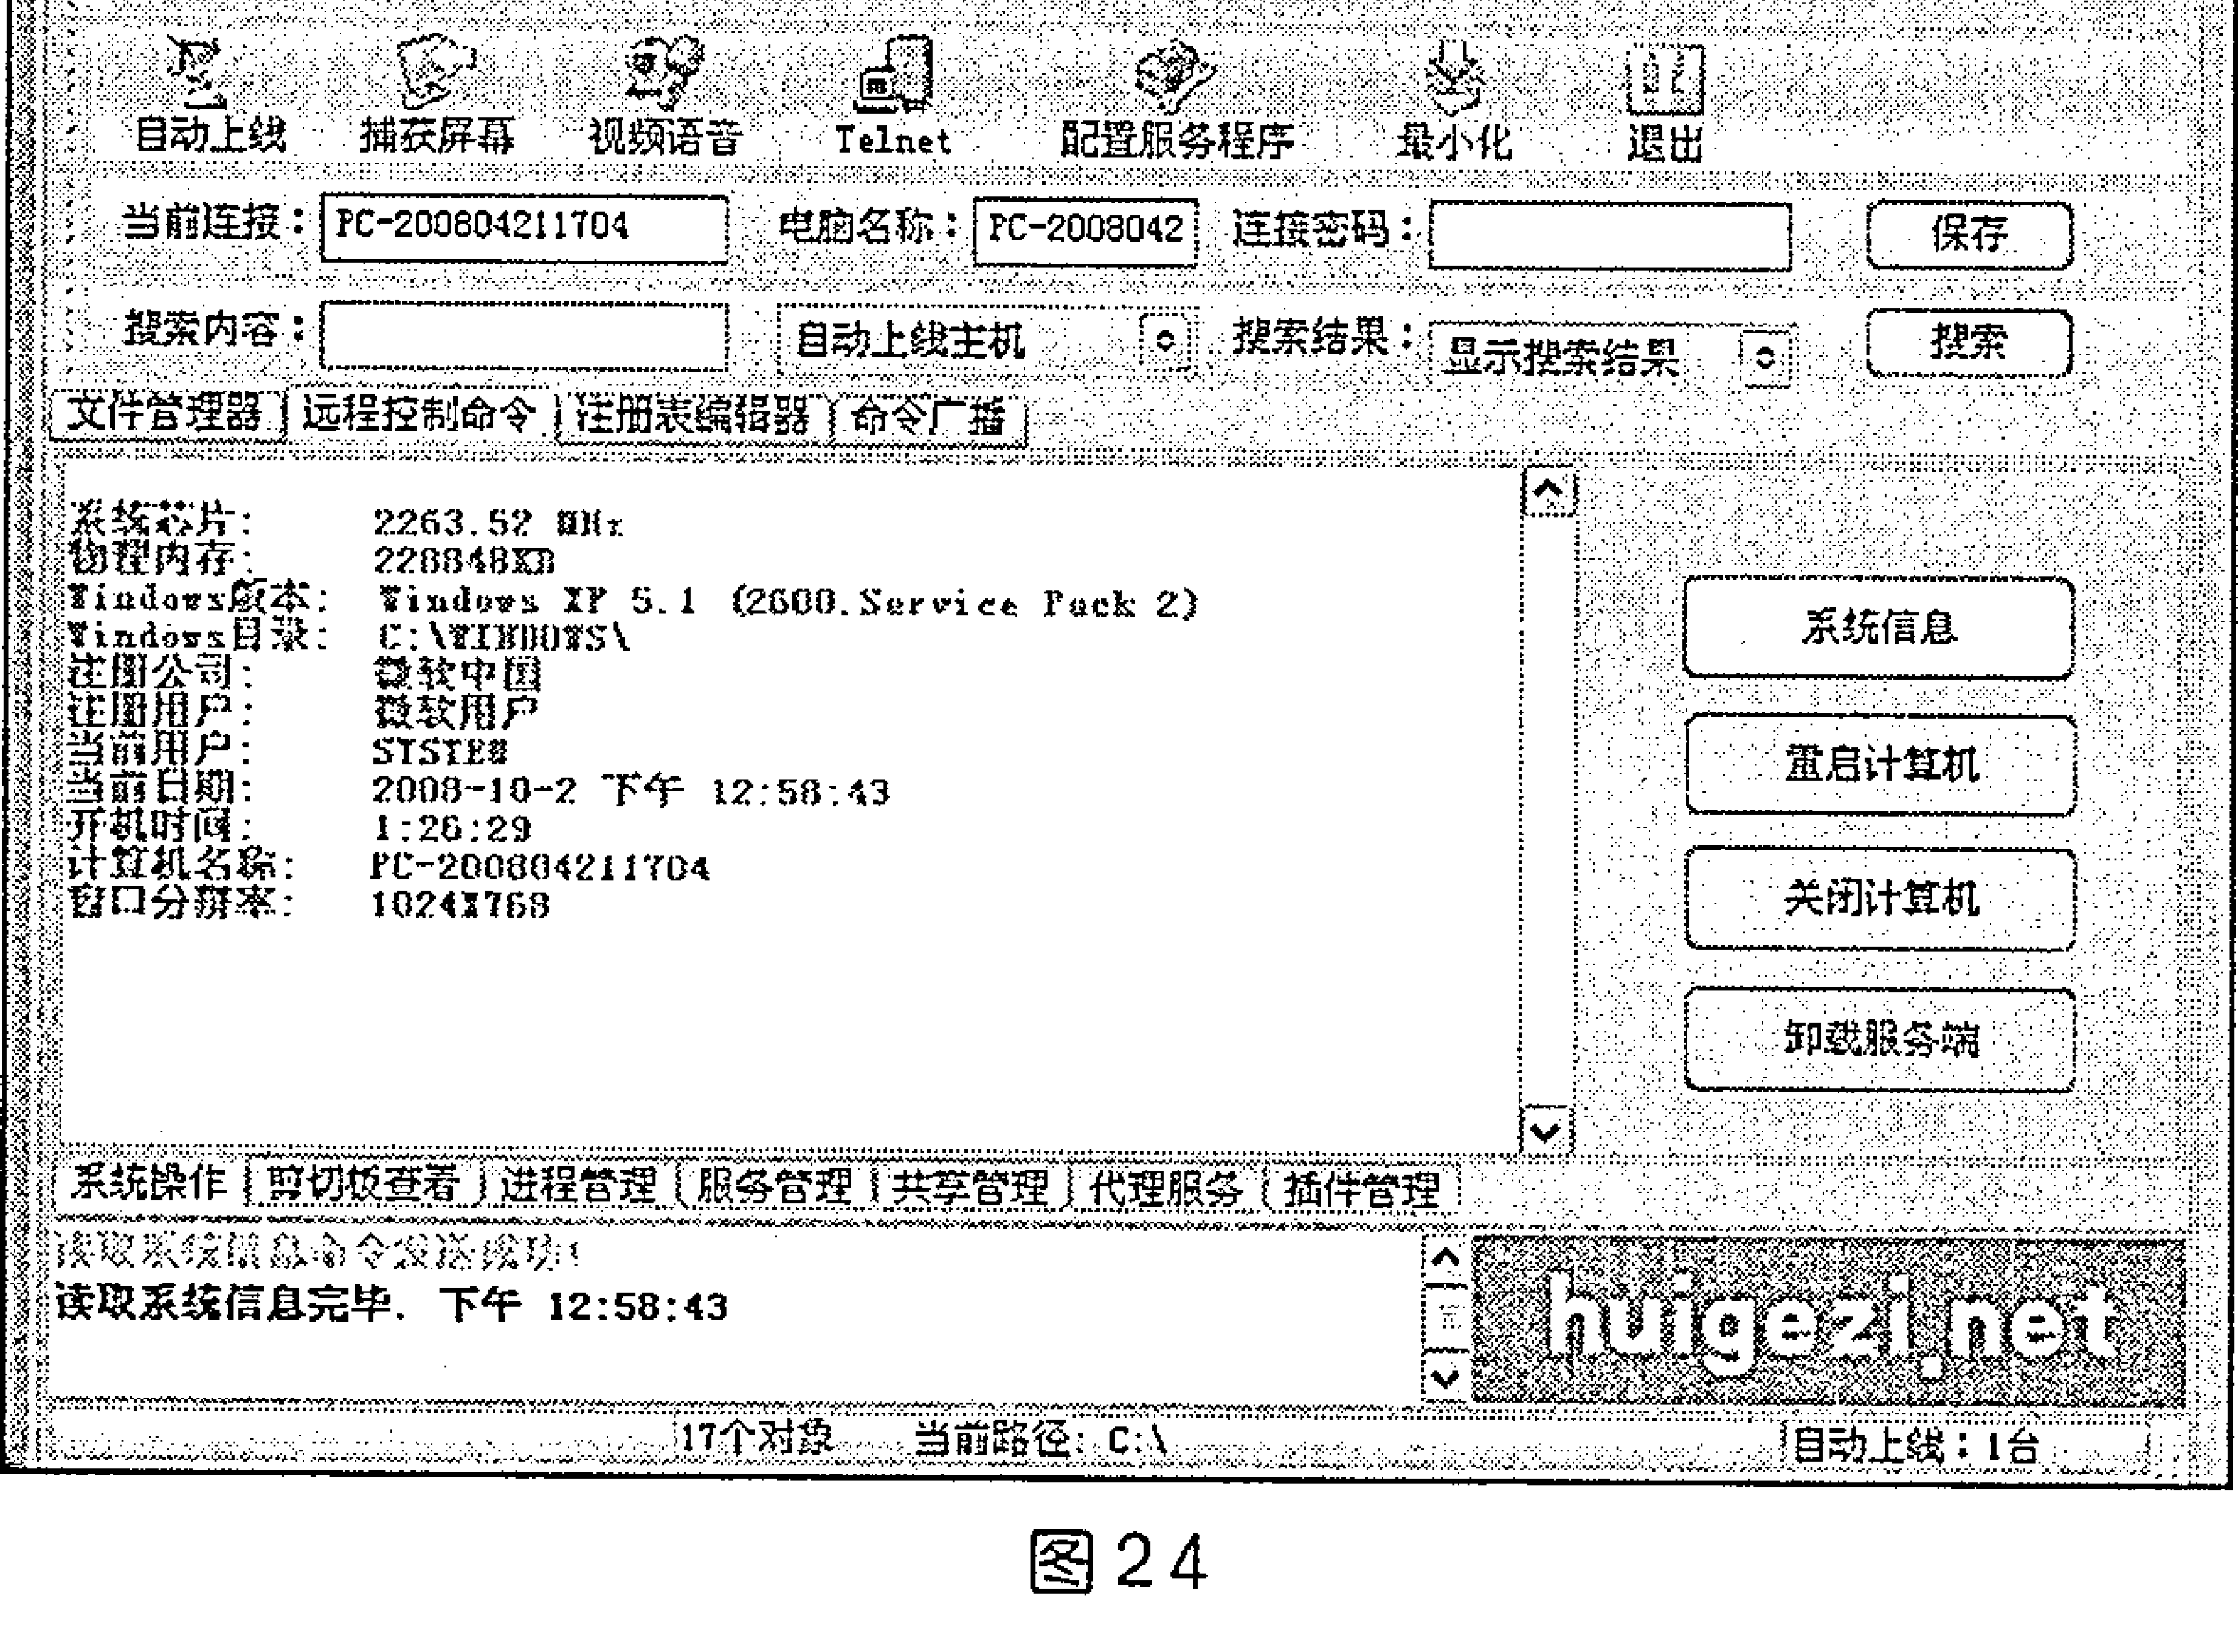 自动上线 捕获屏幕 视频语音 Telnet 配置服务程序 最小化 退出
当前连接： PC-200804211704 电脑名称： PC-2008042 连接密码： 保存
搜索内容： 自动上线主机 搜索结果： 显示搜索结果 搜索
文件管理器 远程控制命令 注册表编辑器 命令广播
系统芯片: 2263.52 MHz
物理内存: 228848KB
Windows版本: Windows XP 5.1 (2600.Service Pack 2)
Windows目录: C:\WINDOWS\
注册公司: 微软中国
注册用户: 微软用户
当前用户: SYSTEM
当前日期: 2008-10-2 下午 12:58:43
开机时间: 1:26:29
计算机名称: PC-200804211704
窗口分辨率: 1024X768
系统信息
重启计算机
关闭计算机
卸载服务端
系统操作 剪切板查看 进程管理 服务管理 共享管理 代理服务 插件管理
读取系统信息命令发送成功!
读取系统信息完毕. 下午 12:58:43
huigezi.net
17个对象 当前路径: C:\ 自动上线：1台
图24